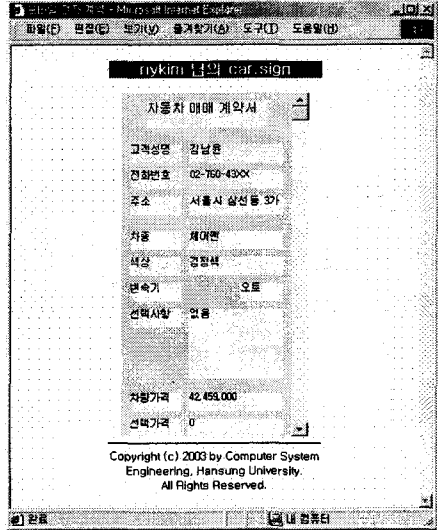 - Microsoft Internet Explorer
파일(F) 편집(E) 보기(V) 즐겨찾기(A) 도구(T) 도움말(H)
nykim 님의 car.sign
자동차 매매 계약서
고객성명 김남윤
전화번호 02-760-43XX
주소 서울시 삼선동 3가
차종 체어맨
색상 검정색
변속기 오토
선택사항 없음
차량가격 42,459,000
선택가격 0
Copyright (c) 2003 by Computer System
Engineering, Hansung University.
All Rights Reserved.
완료 내 컴퓨터